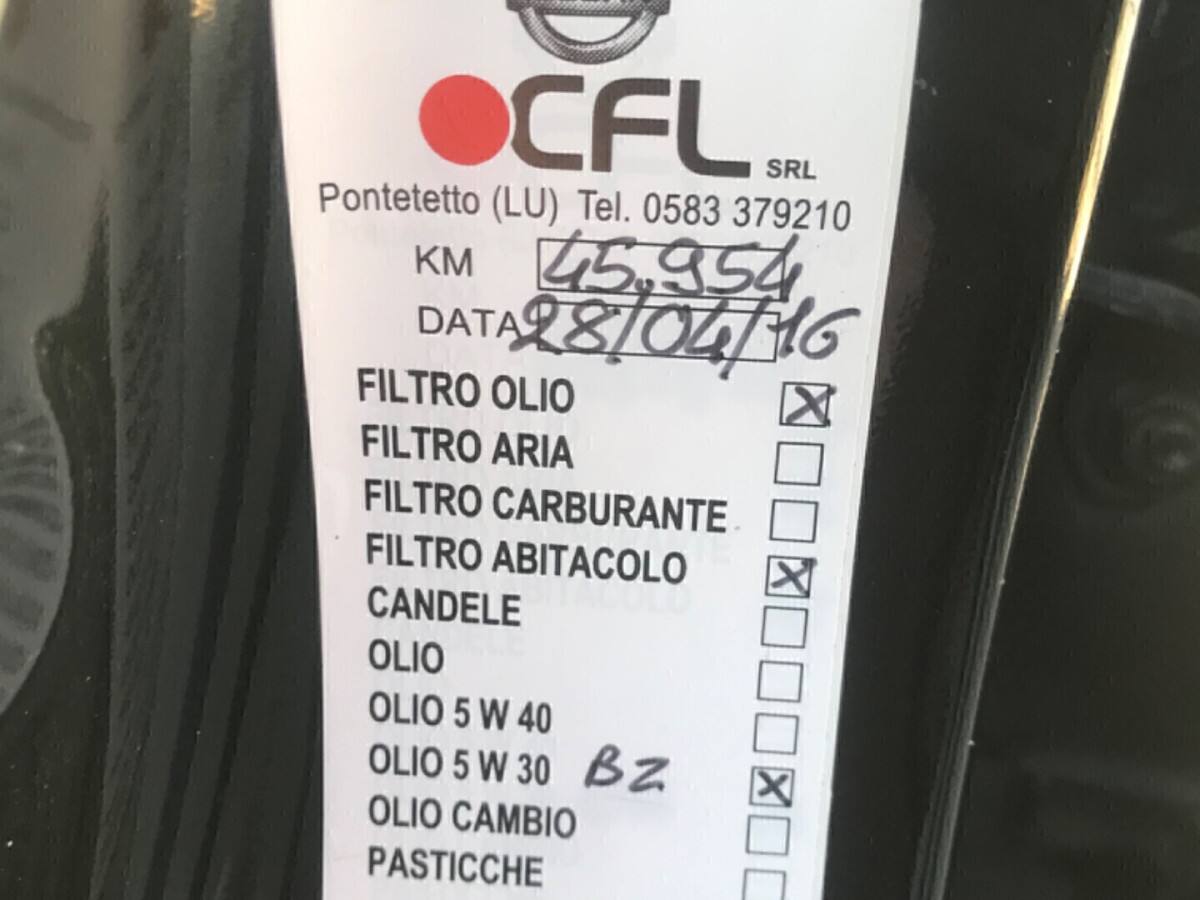 CFL SRL
Pontetetto (LU) Tel. 0583 379210
KM 45.954
DATA 28/04/16
FILTRO OLIO X
FILTRO ARIA
FILTRO CARBURANTE
FILTRO ABITACOLO X
CANDELE
OLIO
OLIO 5 W 40
OLIO 5 W 30 BZ X
OLIO CAMBIO
PASTICCHE